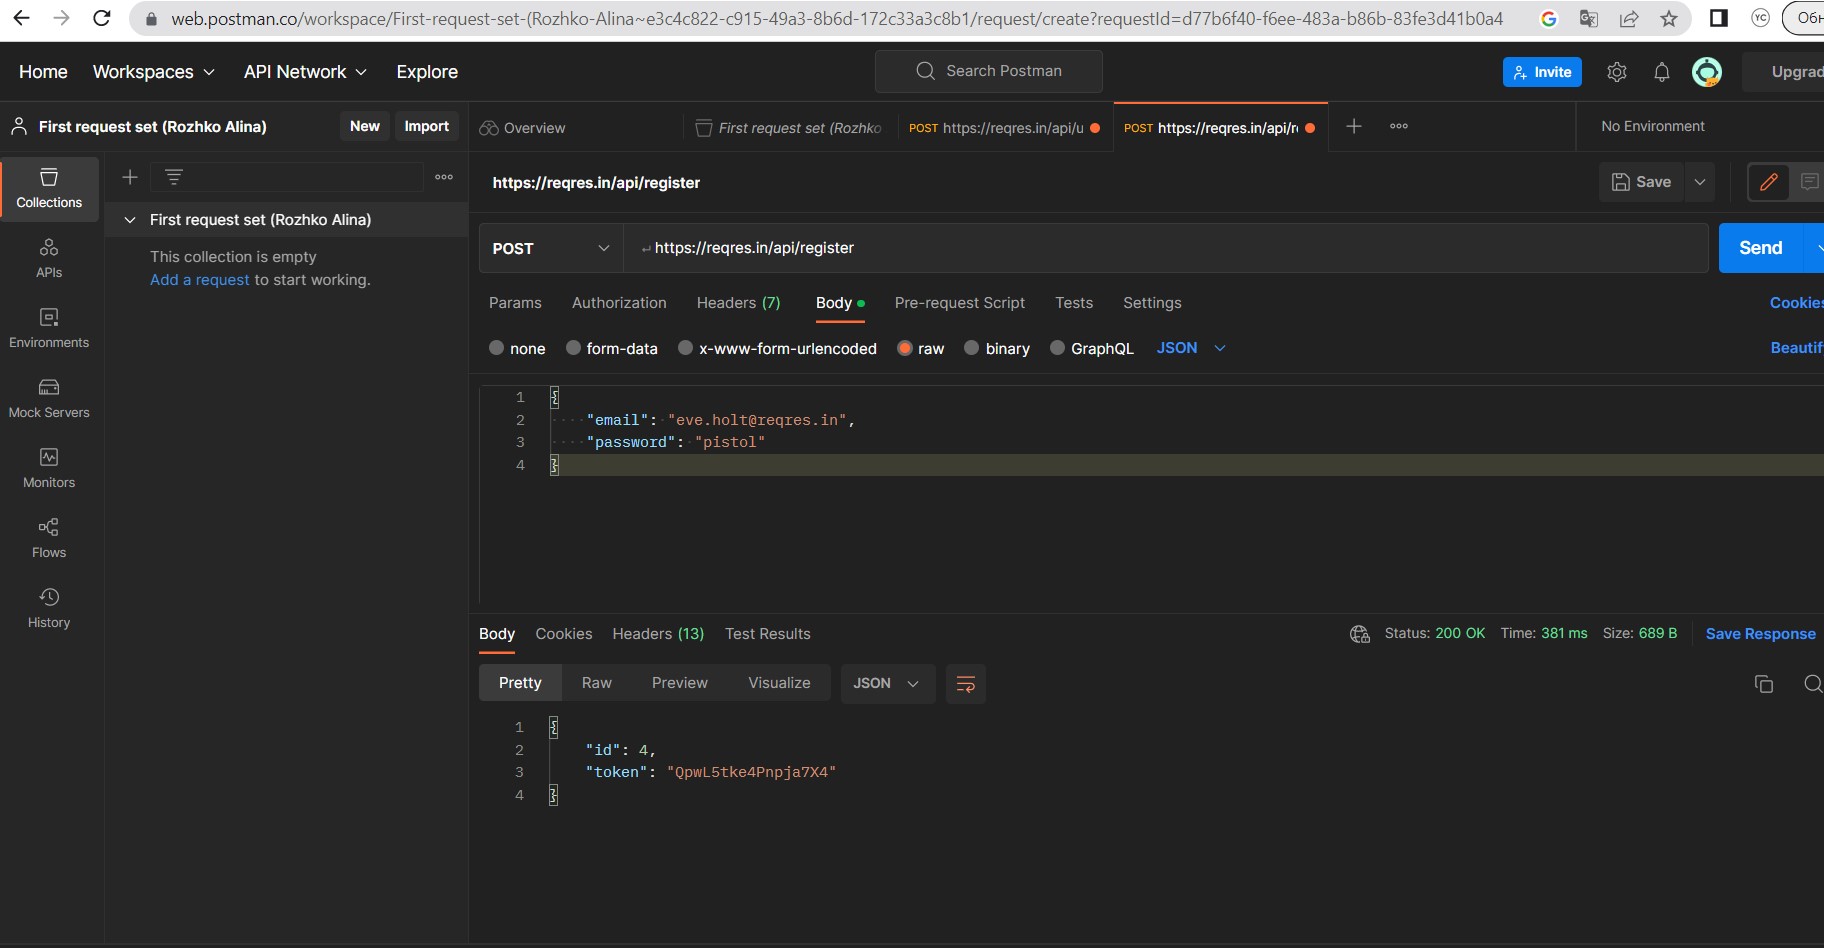 web.postman.co/workspace/First-request-set-(Rozhko-Alina~e3c4c822-c915-49a3-8b6d-172c33a3c8b1/request/create?requestId=d77b6f40-f6ee-483a-b86b-83fe3d41b0a4
YC
Home Workspaces API Network Explore Search Postman Invite
First request set (Rozhko Alina) New Import
Overview First request set (Rozhko POST https://reqres.in/api/u POST https://reqres.in/api/r No Environment
Collections
APIs
Environments
Mock Servers
Monitors
Flows
History
First request set (Rozhko Alina)
This collection is empty
Add a request to start working.
https://reqres.in/api/register Save
POST https://reqres.in/api/register Send
Params Authorization Headers (7) Body Pre-request Script Tests Settings Cookies
none form-data x-www-form-urlencoded raw binary GraphQL JSON Beautif
1 {
2 "email": "eve.holt@reqres.in",
3 "password": "pistol"
4 }
Body Cookies Headers (13) Test Results Status: 200 OK Time: 381 ms Size: 689 B Save Response
Pretty Raw Preview Visualize JSON
1 {
2 "id": 4,
3 "token": "QpwL5tke4Pnpja7X4"
4 }